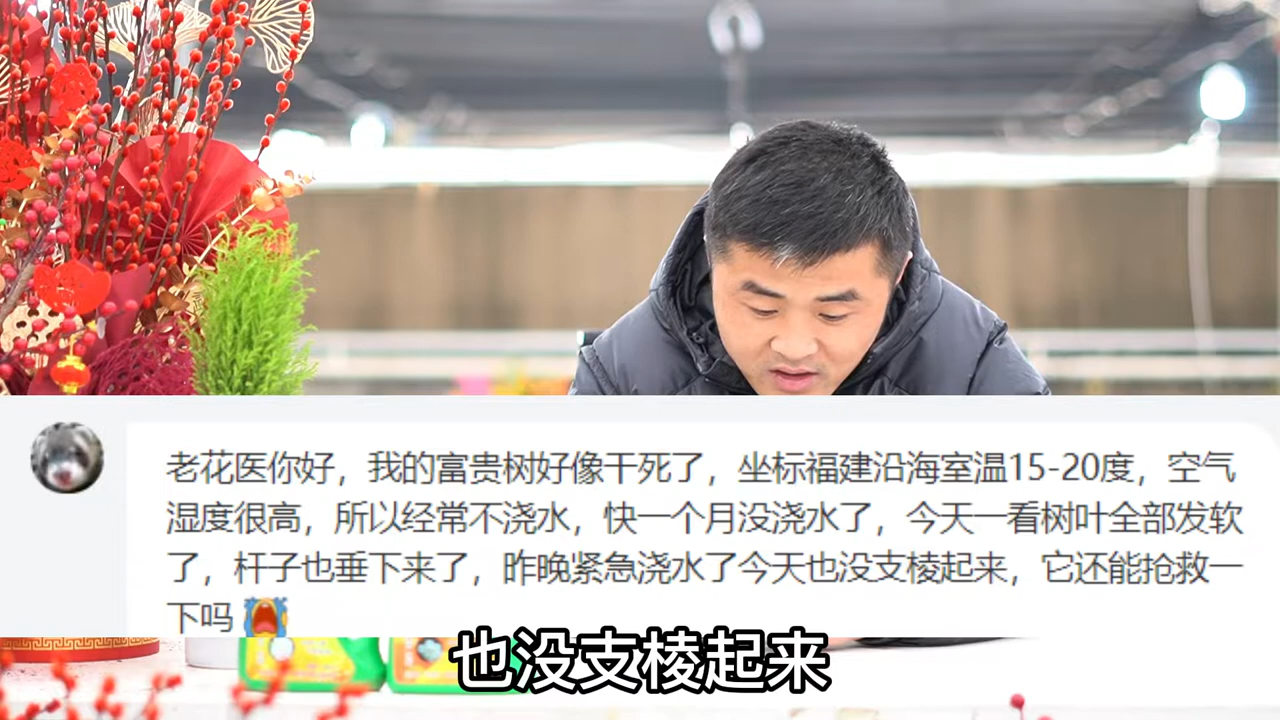 老花医你好，我的富贵树好像干死了，坐标福建沿海室温15-20度，空气
湿度很高，所以经常不浇水，快一个月没浇水了，今天一看树叶全部发软
了，杆子也垂下来了，昨晚紧急浇水了今天也没支棱起来，它还能抢救一
下吗
也没支棱起来